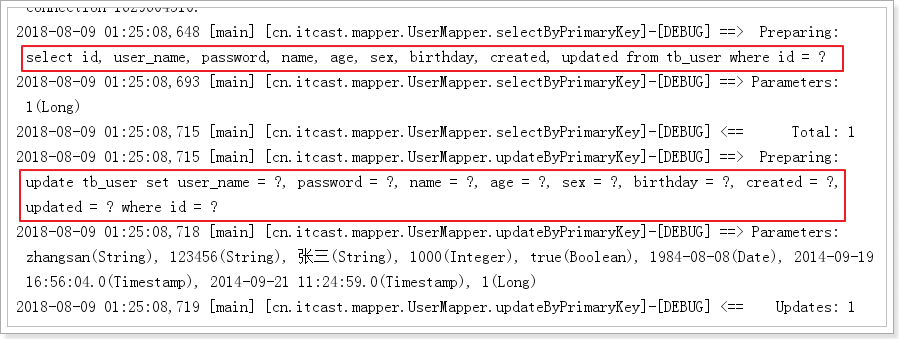 2018-08-09 01:25:08,648 [main] [cn.itcast.mapper.UserMapper.selectByPrimaryKey]-[DEBUG] ==>  Preparing:
select id, user_name, password, name, age, sex, birthday, created, updated from tb_user where id = ?
2018-08-09 01:25:08,693 [main] [cn.itcast.mapper.UserMapper.selectByPrimaryKey]-[DEBUG] ==> Parameters:
1(Long)
2018-08-09 01:25:08,715 [main] [cn.itcast.mapper.UserMapper.selectByPrimaryKey]-[DEBUG] <==      Total: 1
2018-08-09 01:25:08,715 [main] [cn.itcast.mapper.UserMapper.updateByPrimaryKey]-[DEBUG] ==>  Preparing:
update tb_user set user_name = ?, password = ?, name = ?, age = ?, sex = ?, birthday = ?, created = ?,
updated = ? where id = ?
2018-08-09 01:25:08,718 [main] [cn.itcast.mapper.UserMapper.updateByPrimaryKey]-[DEBUG] ==> Parameters:
zhangsan(String), 123456(String), 张三(String), 1000(Integer), true(Boolean), 1984-08-08(Date), 2014-09-19
16:56:04.0(Timestamp), 2014-09-21 11:24:59.0(Timestamp), 1(Long)
2018-08-09 01:25:08,719 [main] [cn.itcast.mapper.UserMapper.updateByPrimaryKey]-[DEBUG] <==    Updates: 1